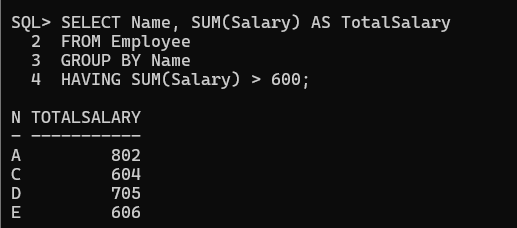 SQL> SELECT Name, SUM(Salary) AS TotalSalary
  2  FROM Employee
  3  GROUP BY Name
  4  HAVING SUM(Salary) > 600;

N TOTALSALARY
- -----------
A         802
C         604
D         705
E         606